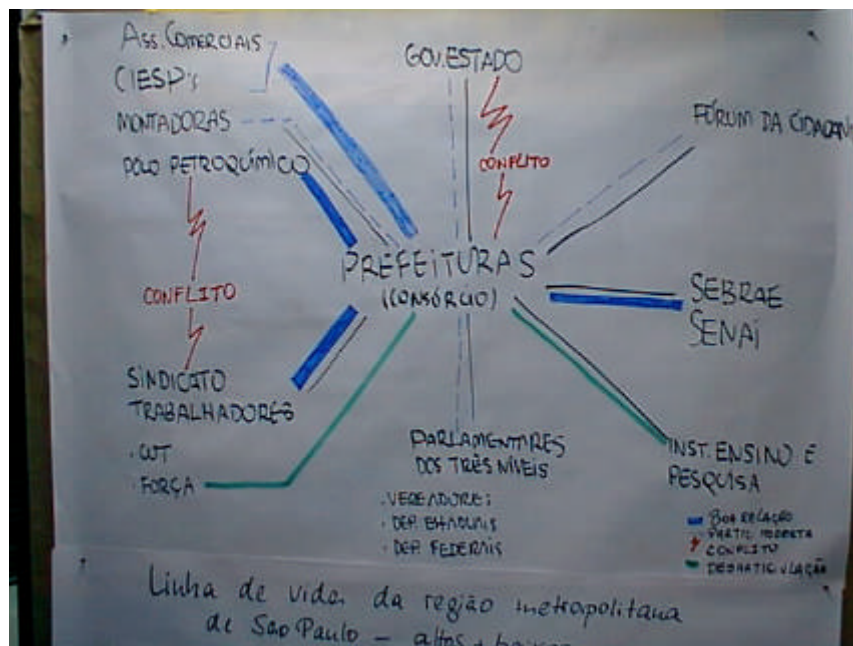 ASS. COMERCIAIS
CIESP's
MONTADORAS
POLO PETROQUÍMICO
CONFLITO
SINDICATO
TRABALHADORES
. CUT
. FORÇA
GOV. ESTADO
CONFLITO
PREFEITURAS
(CONSÓRCIO)
PARLAMENTARES
DOS TRÊS NÍVEIS
. VEREADORES
. DEP. ESTADUAIS
. DEP. FEDERAIS
FÓRUM DA CIDADANI
SEBRAE
SENAI
INST. ENSINO E
PESQUISA
BOA RELAÇÃO
CONFLITO
DESARTICULAÇÃO
Linha de vida da região metropolitana
de São Paulo – altos +